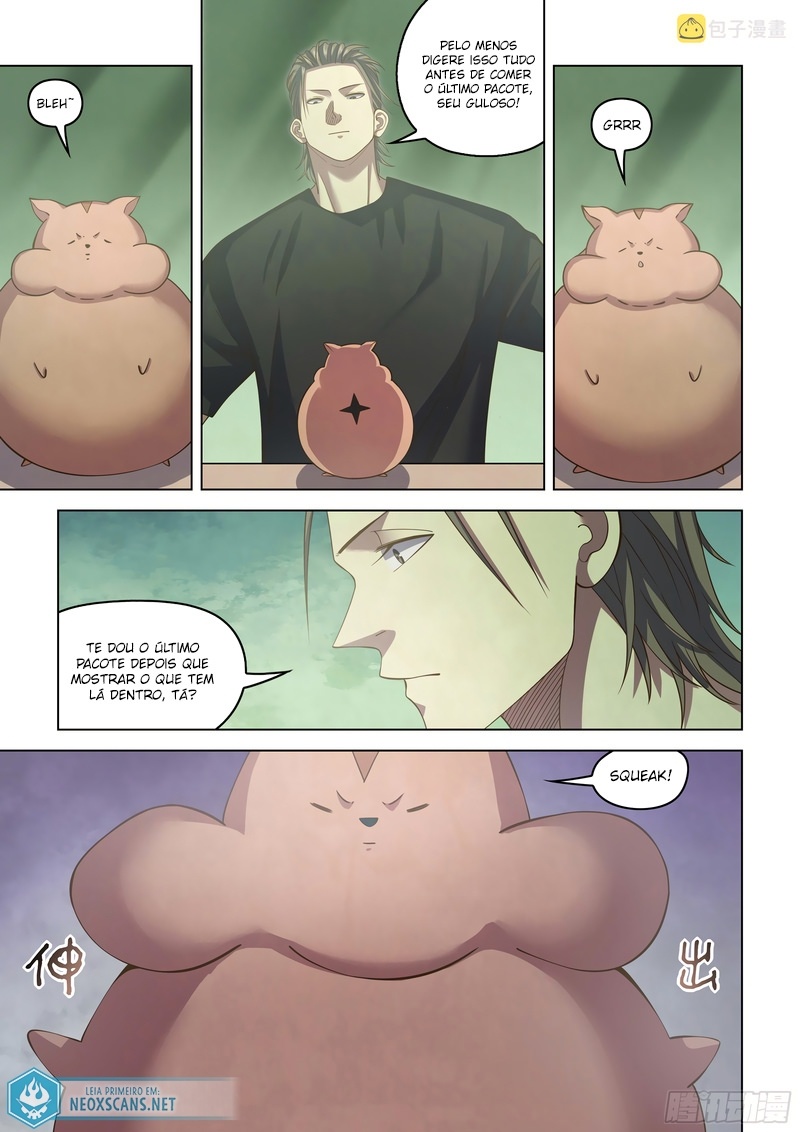 包子漫畫
BLEH~
PELO MENOS
DIGERE ISSO TUDO
ANTES DE COMER
O ÚLTIMO PACOTE,
SEU GULOSO!
GRRR
TE DOU O ÚLTIMO
PACOTE DEPOIS QUE
MOSTRAR O QUE TEM
LÁ DENTRO, TÁ?
SQUEAK!
伸
出
LEIA PRIMEIRO EM:
NEOXSCANS.NET
腾讯动漫